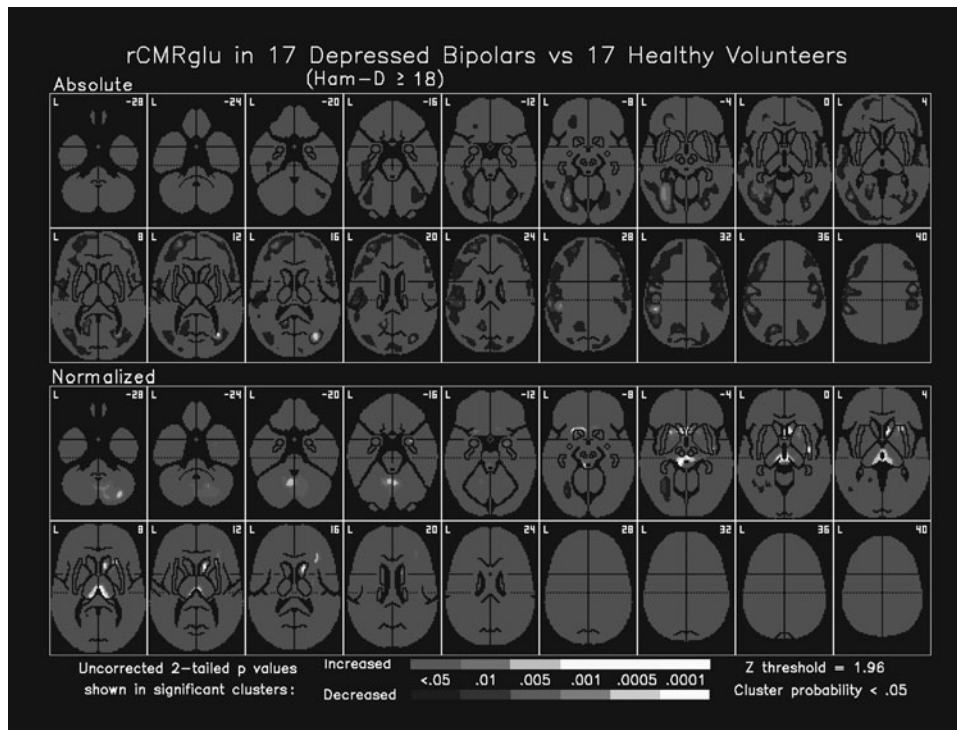 rCMRglu in 17 Depressed Bipolars vs 17 Healthy Volunteers
(Ham-D ≥ 18)
Absolute
L -28 L -24 L -20 L -16 L -12 L -8 L -4 L 0 L 4
L 8 L 12 L 16 L 20 L 24 L 28 L 32 L 36 L 40
Normalized
L -28 L -24 L -20 L -16 L -12 L -8 L -4 L 0 L 4
L 8 L 12 L 16 L 20 L 24 L 28 L 32 L 36 L 40
Uncorrected 2-tailed p values
shown in significant clusters:
Increased
<.05 .01 .005 .001 .0005 .0001
Decreased
Z threshold = 1.96
Cluster probability < .05